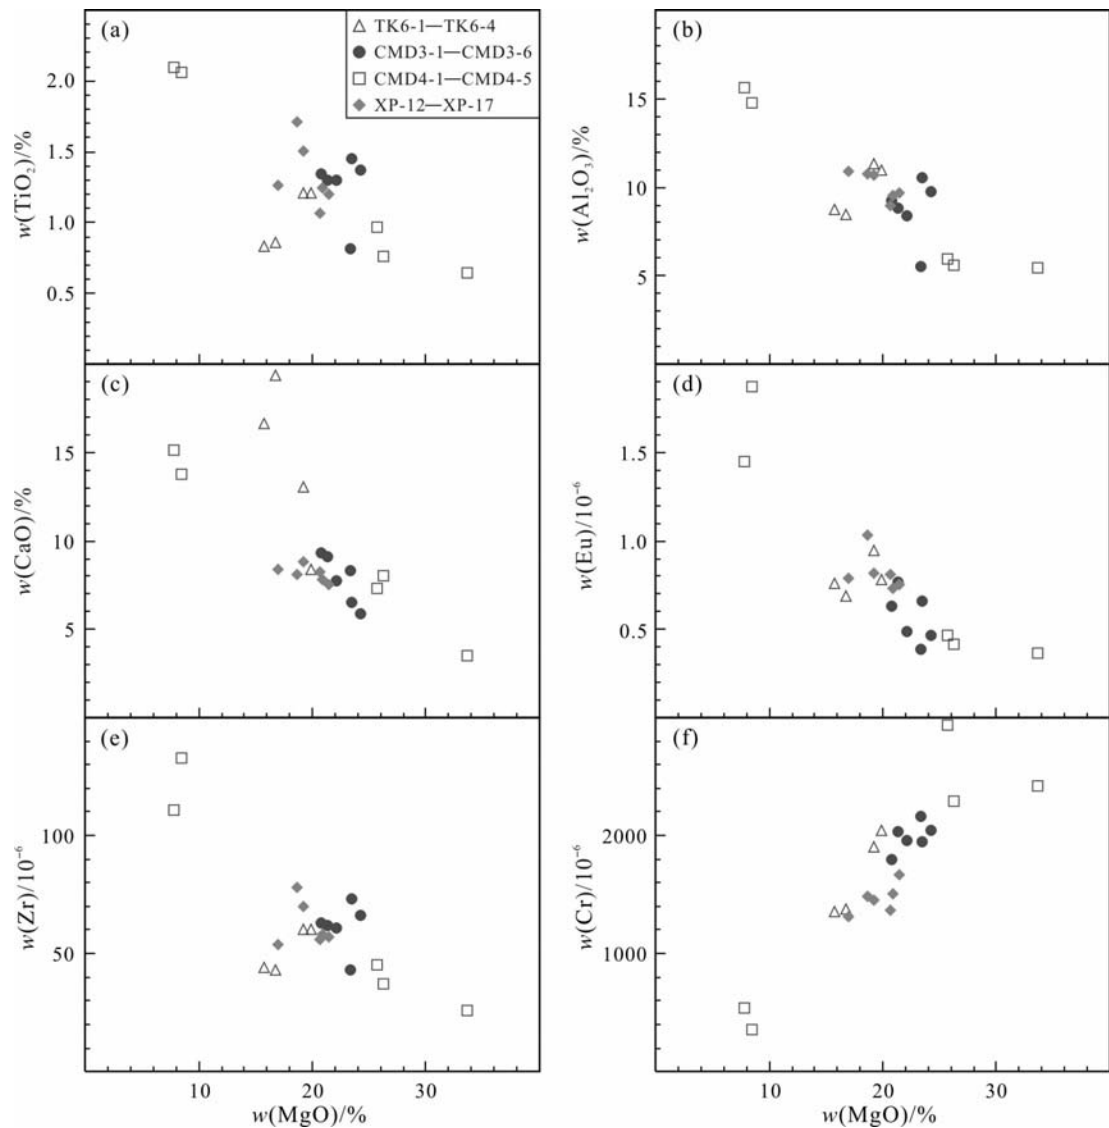 (a)
TK6-1—TK6-4
CMD3-1—CMD3-6
CMD4-1—CMD4-5
XP-12—XP-17
2.0
1.5
1.0
0.5
w(TiO₂)/%
(b)
15
10
5
w(Al₂O₃)/%
(c)
15
10
5
w(CaO)/%
(d)
1.5
1.0
0.5
w(Eu)/10⁻⁶
(e)
100
50
w(Zr)/10⁻⁶
10 20 30
w(MgO)/%
(f)
2000
1000
w(Cr)/10⁻⁶
10 20 30
w(MgO)/%